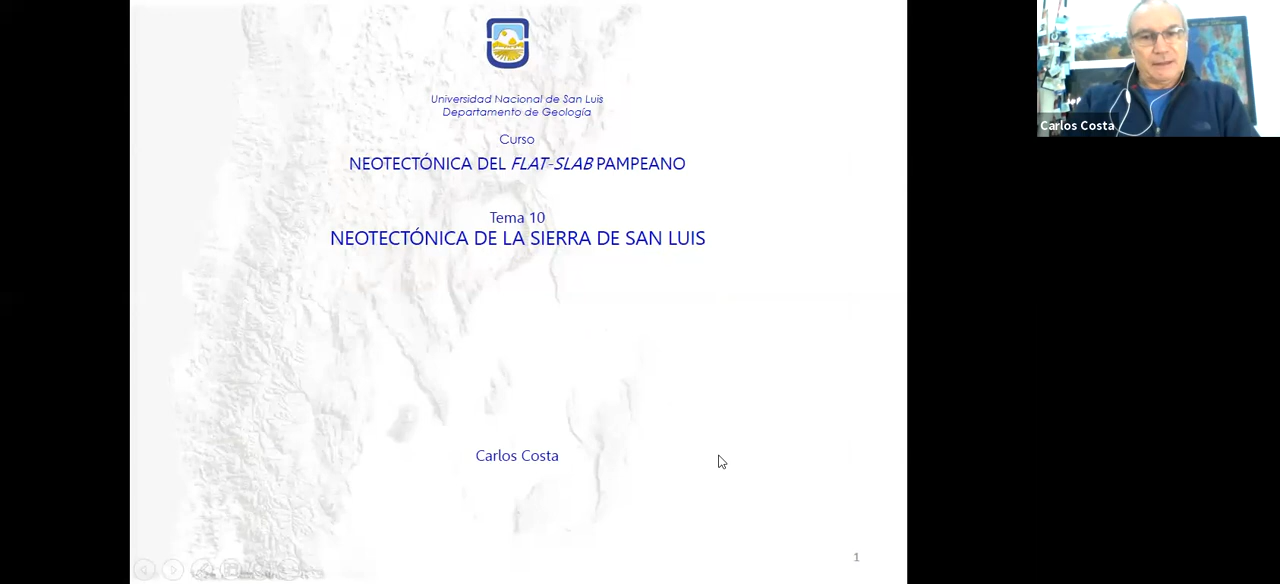 Universidad Nacional de San Luis
Departamento de Geología
Curso
NEOTECTÓNICA DEL FLAT-SLAB PAMPEANO
Tema 10
NEOTECTÓNICA DE LA SIERRA DE SAN LUIS
Carlos Costa
1
Carlos Costa